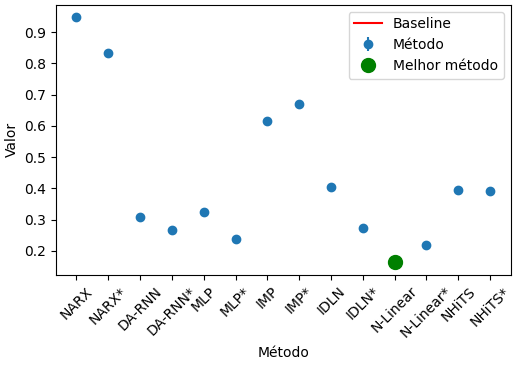 Baseline
Método
Melhor método
Valor
0.9
0.8
0.7
0.6
0.5
0.4
0.3
0.2
NARX
NARX*
DA-RNN
DA-RNN*
MLP
MLP*
IMP
IMP*
IDLN
IDLN*
N-Linear
N-Linear*
NHiTS
NHiTS*
Método